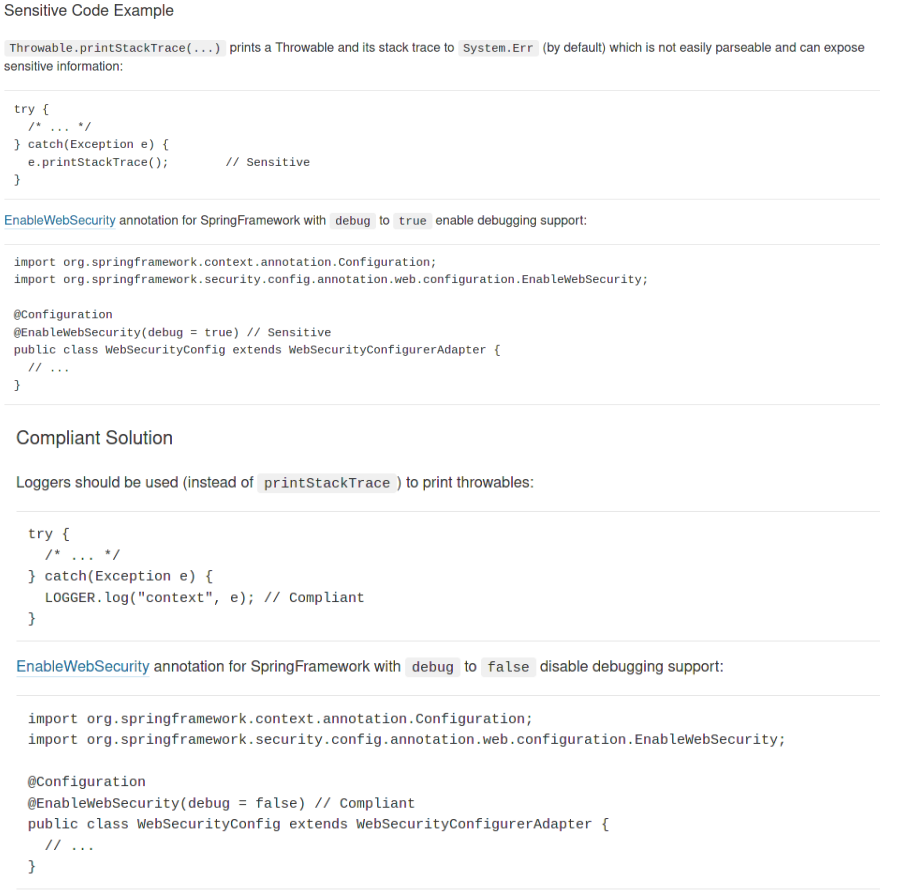 Sensitive Code Example
Throwable.printStackTrace(...) prints a Throwable and its stack trace to System.Err (by default) which is not easily parseable and can expose
sensitive information:
try {
  /* ... */
} catch(Exception e) {
  e.printStackTrace();        // Sensitive
}
EnableWebSecurity annotation for SpringFramework with debug to true enable debugging support:
import org.springframework.context.annotation.Configuration;
import org.springframework.security.config.annotation.web.configuration.EnableWebSecurity;
@Configuration
@EnableWebSecurity(debug = true) // Sensitive
public class WebSecurityConfig extends WebSecurityConfigurerAdapter {
  // ...
}
Compliant Solution
Loggers should be used (instead of printStackTrace ) to print throwables:
try {
  /* ... */
} catch(Exception e) {
  LOGGER.log("context", e); // Compliant
}
EnableWebSecurity annotation for SpringFramework with debug to false disable debugging support:
import org.springframework.context.annotation.Configuration;
import org.springframework.security.config.annotation.web.configuration.EnableWebSecurity;
@Configuration
@EnableWebSecurity(debug = false) // Compliant
public class WebSecurityConfig extends WebSecurityConfigurerAdapter {
  // ...
}